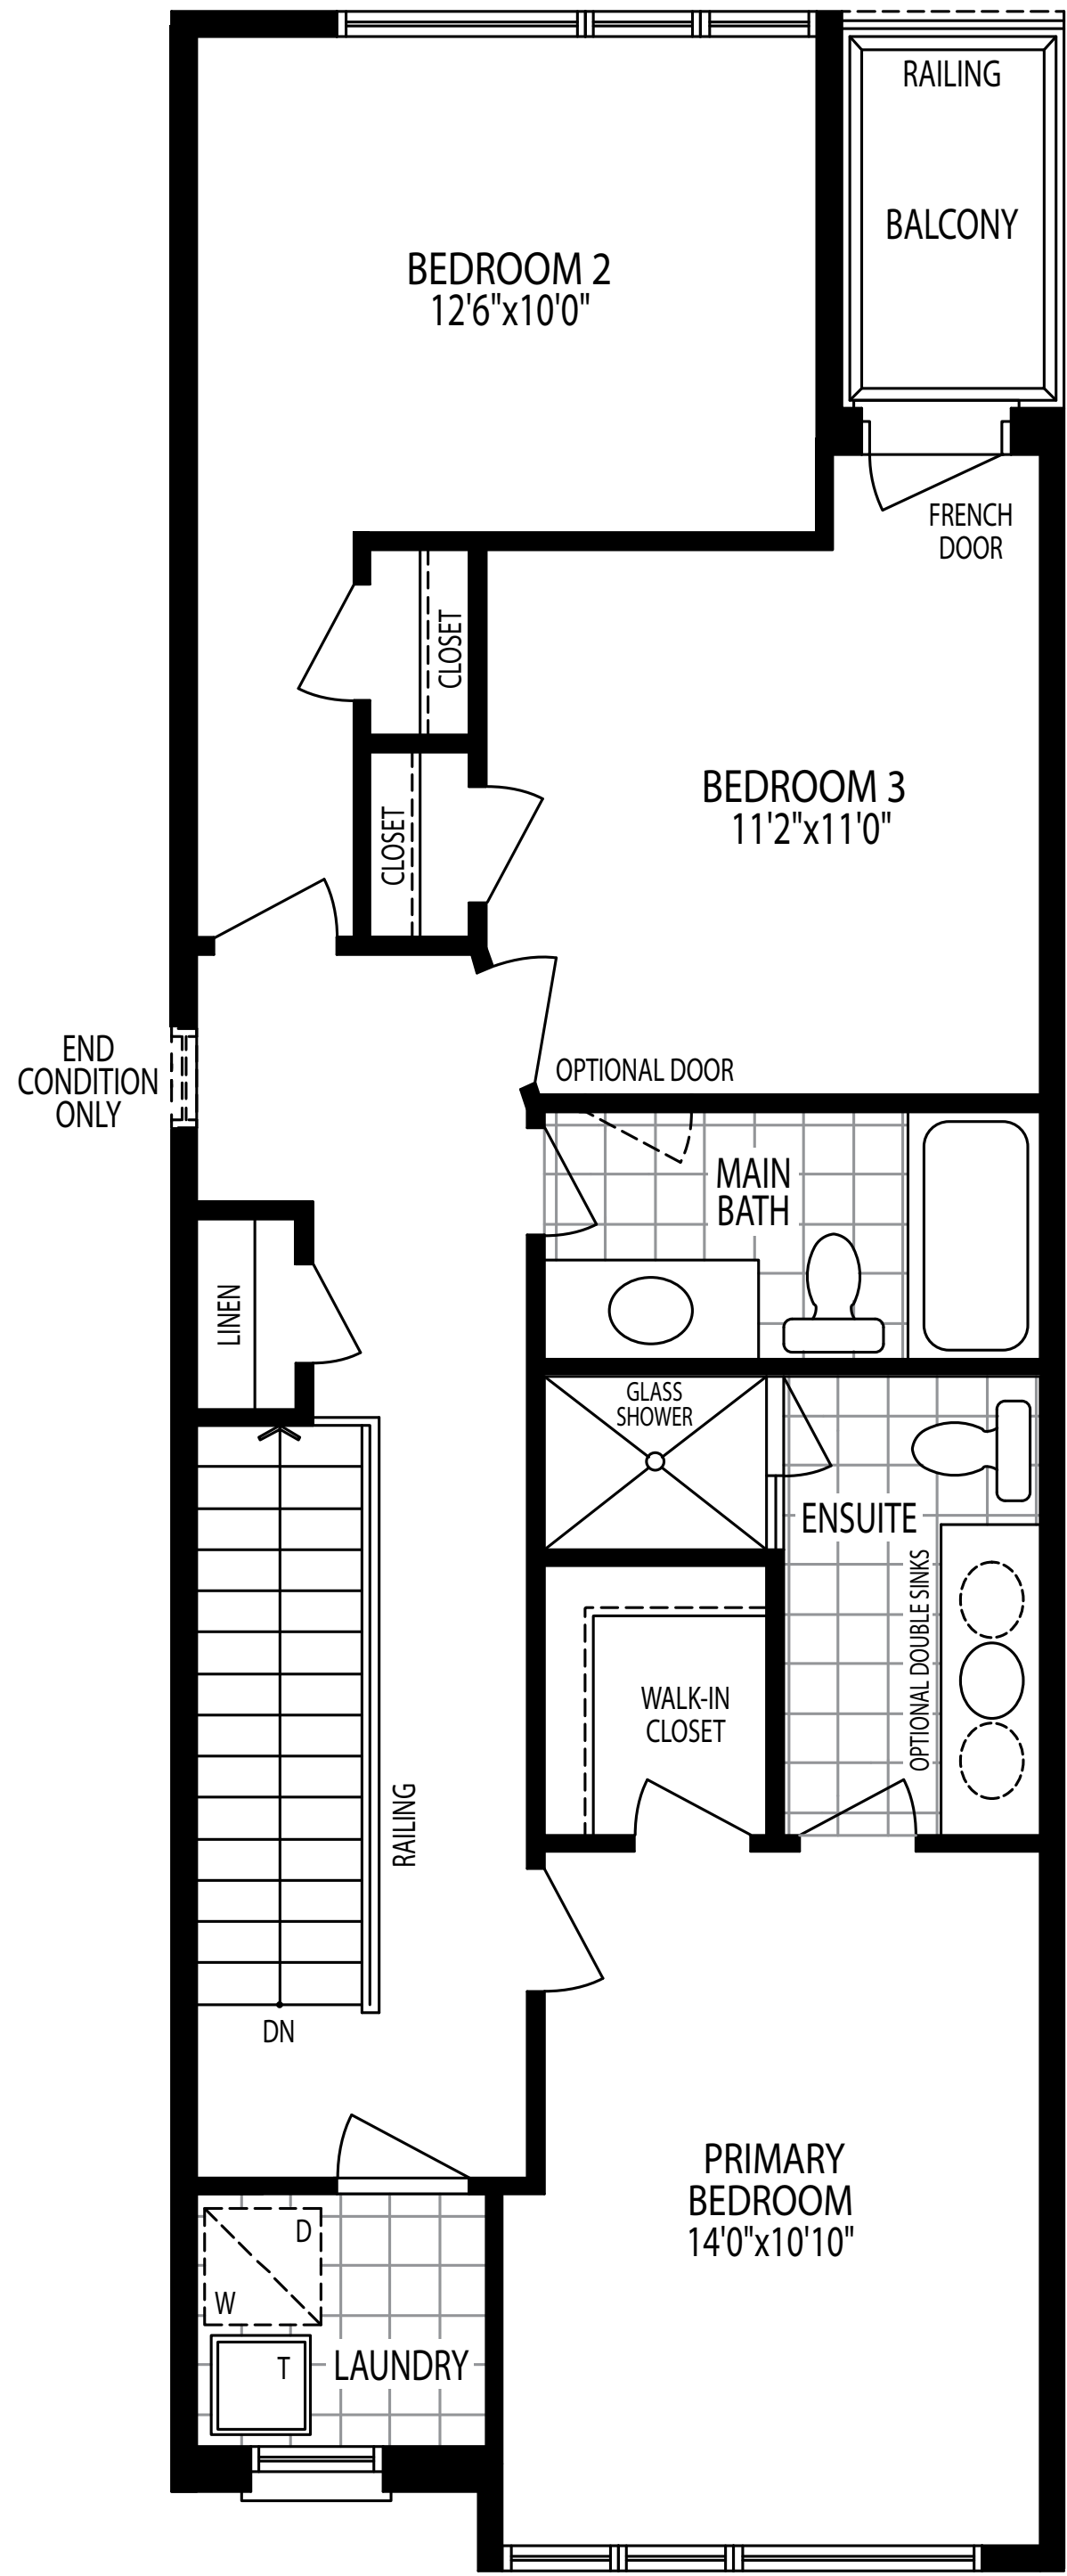 RAILING
BALCONY
BEDROOM 2
12'6"x10'0"
FRENCH
DOOR
CLOSET
BEDROOM 3
11'2"x11'0"
CLOSET
END
CONDITION
ONLY
OPTIONAL DOOR
MAIN
BATH
LINEN
GLASS
SHOWER
ENSUITE
OPTIONAL DOUBLE SINKS
WALK-IN
CLOSET
RAILING
DN
PRIMARY
BEDROOM
14'0"x10'10"
D
W
T
LAUNDRY